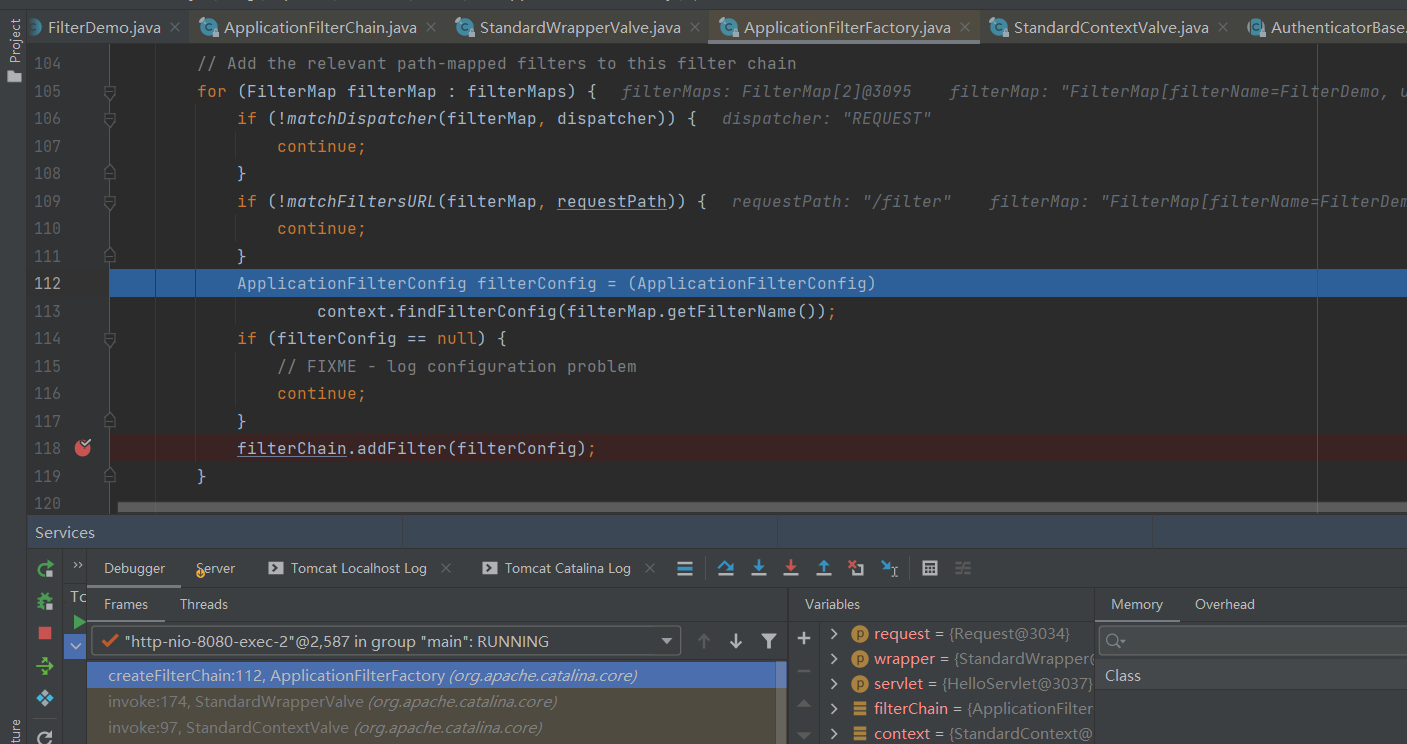 Project
FilterDemo.java ApplicationFilterChain.java StandardWrapperValve.java ApplicationFilterFactory.java StandardContextValve.java AuthenticatorBase.
104 // Add the relevant path-mapped filters to this filter chain
105 for (FilterMap filterMap : filterMaps) { filterMaps: FilterMap[2]@3095 filterMap: "FilterMap[filterName=FilterDemo, u
106 if (!matchDispatcher(filterMap, dispatcher)) { dispatcher: "REQUEST"
107 continue;
108 }
109 if (!matchFiltersURL(filterMap, requestPath)) { requestPath: "/filter" filterMap: "FilterMap[filterName=FilterDem
110 continue;
111 }
112 ApplicationFilterConfig filterConfig = (ApplicationFilterConfig)
113 context.findFilterConfig(filterMap.getFilterName());
114 if (filterConfig == null) {
115 // FIXME - log configuration problem
116 continue;
117 }
118 filterChain.addFilter(filterConfig);
119 }
120
Services
Debugger Server Tomcat Localhost Log Tomcat Catalina Log
To
Frames Threads
Variables
Memory Overhead
"http-nio-8080-exec-2"@2,587 in group "main": RUNNING
createFilterChain:112, ApplicationFilterFactory (org.apache.catalina.core)
invoke:174, StandardWrapperValve (org.apache.catalina.core)
invoke:97, StandardContextValve (org.apache.catalina.core)
request = {Request@3034}
wrapper = {StandardWrapper@
servlet = {HelloServlet@3037}
filterChain = {ApplicationFilter
context = {StandardContext@
Class
ture